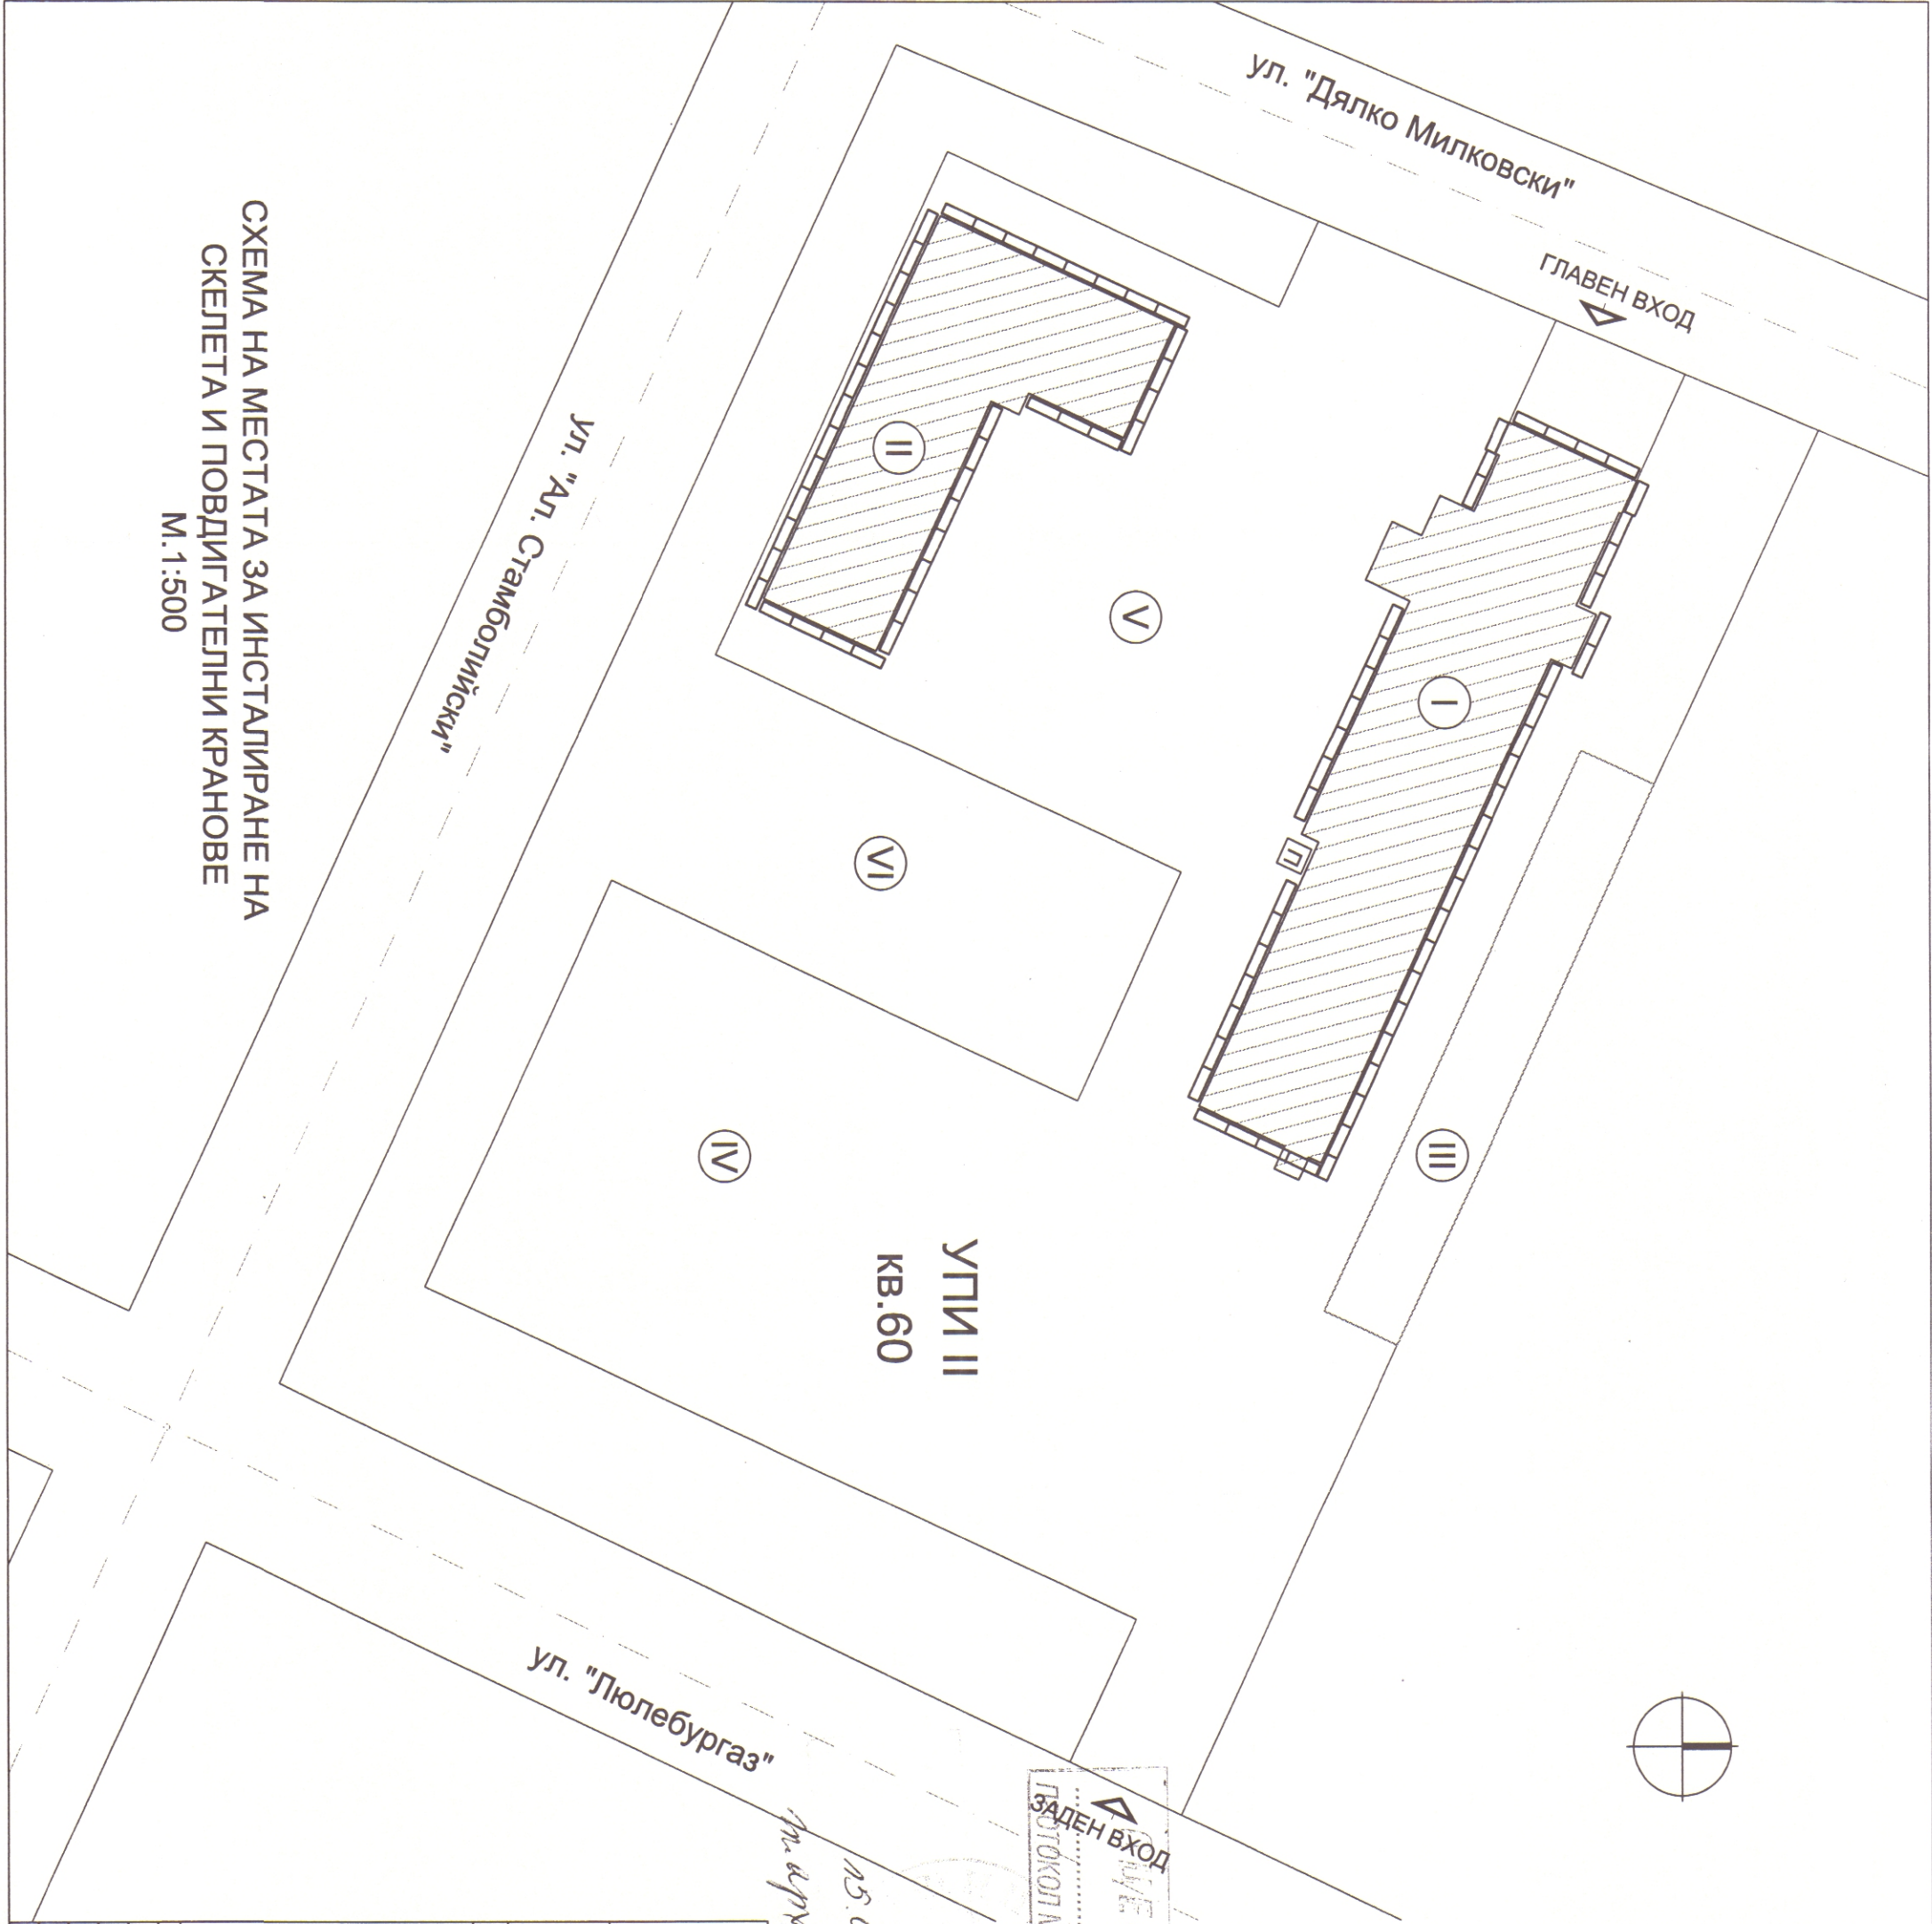 СХЕМА НА МЕСТАТА ЗА ИНСТАЛИРАНЕ НА
СКЕЛЕТА И ПОВДИГАТЕЛНИ КРАНОВЕ
М.1:500
ул. "Дялко Милковски"
ГЛАВЕН ВХОД
ул. "Ал. Стамболийски"
I
II
III
IV
V
VI
УПИ II
кв.60
ул. "Люлебургаз"
ЗАДЕН ВХОД